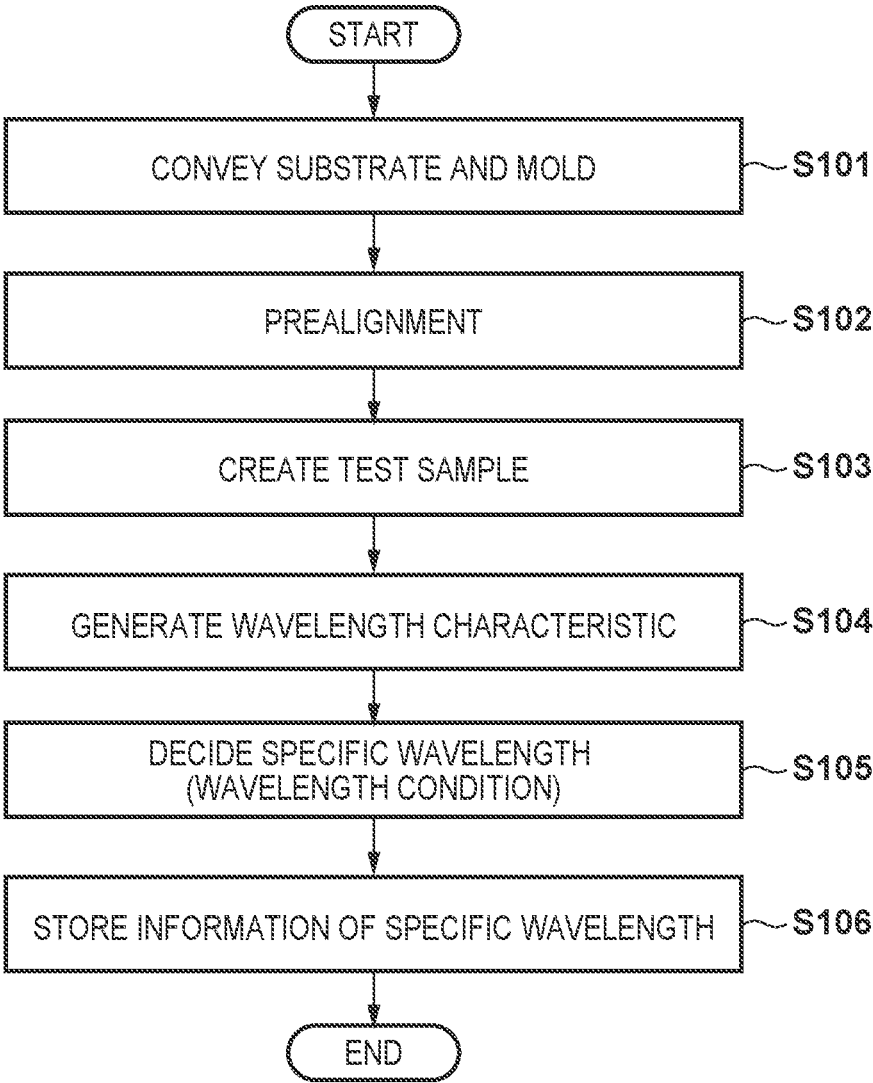 START
CONVEY SUBSTRATE AND MOLD
S101
PREALIGNMENT
S102
CREATE TEST SAMPLE
S103
GENERATE WAVELENGTH CHARACTERISTIC
S104
DECIDE SPECIFIC WAVELENGTH
(WAVELENGTH CONDITION)
S105
STORE INFORMATION OF SPECIFIC WAVELENGTH
S106
END